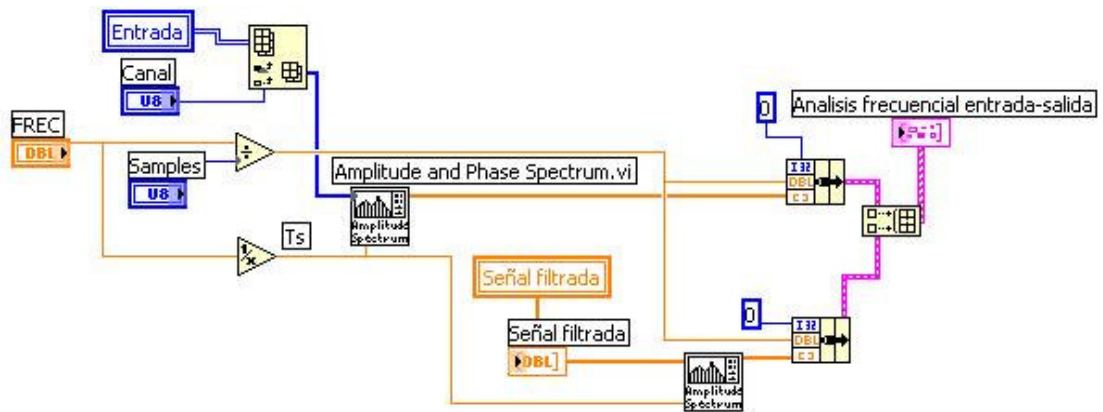 Entrada
Canal
U8
FREC
DBL
Samples
U8
÷
Amplitude and Phase Spectrum.vi
Amplitude
Spectrum
1/x
Ts
0
Analisis frecuencial entrada-salida
I32
DBL
Señal filtrada
Señal filtrada
DBL]
Amplitude
Spectrum
0
I32
DBL